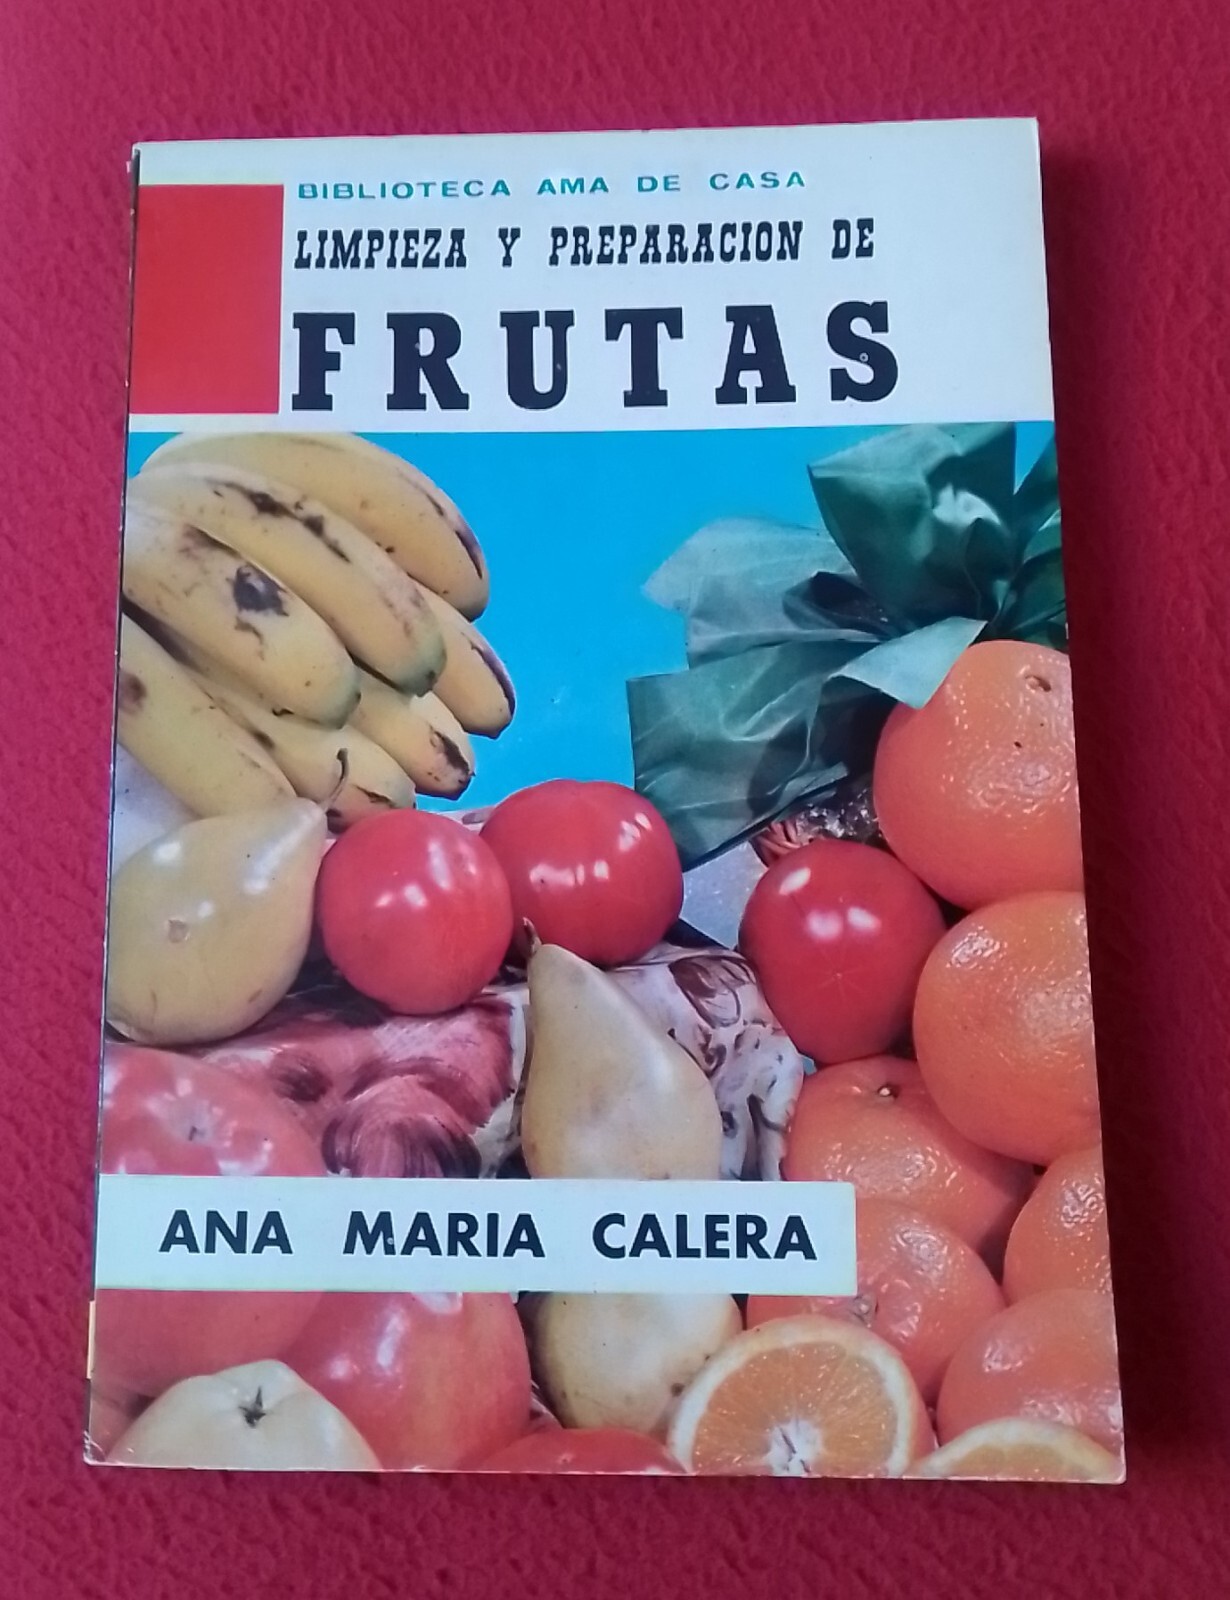 BIBLIOTECA AMA DE CASA
LIMPIEZA Y PREPARACION DE
FRUTAS
ANA MARIA CALERA